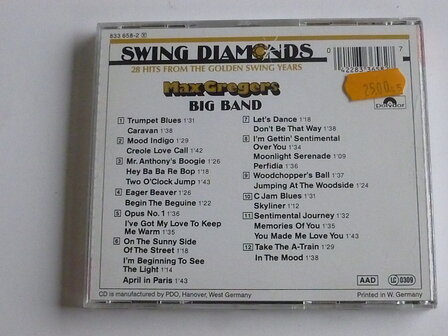 833 658-2 Ⓨ
SWING DIAMONDS
28 HITS FROM THE GOLDEN SWING YEARS
Max Gregers
BIG BAND
0
7
42283 36582
2500
Polydor
1 Trumpet Blues 1'31
Caravan 1'38
2 Mood Indigo 1'29
Creole Love Call 1'42
3 Mr. Anthony's Boogie 1'26
Hey Ba Ba Re Bop 1'18
Two O'Clock Jump 1'43
4 Eager Beaver 1'26
Begin The Beguine 1'22
5 Opus No. 1 1'36
I've Got My Love To Keep
Me Warm 1'35
6 On The Sunny Side
Of The Street 1'18
I'm Beginning To See
The Light 1'14
April in Paris 1'43
7 Let's Dance 1'18
Don't Be That Way 1'38
8 I'm Gettin' Sentimental
Over You 1'34
Moonlight Serenade 1'09
Perfidia 1'36
9 Woodchopper's Ball 1'37
Jumping At The Woodside 1'24
10 C Jam Blues 1'31
Skyliner 1'12
11 Sentimental Journey 1'32
Memories Of You 1'35
You Made Me Love You 1'43
12 Take The A-Train 1'29
In The Mood 1'38
CD is manufactured by PDO, Hanover, West Germany
AAD
LC 0309
Printed in W. Germany